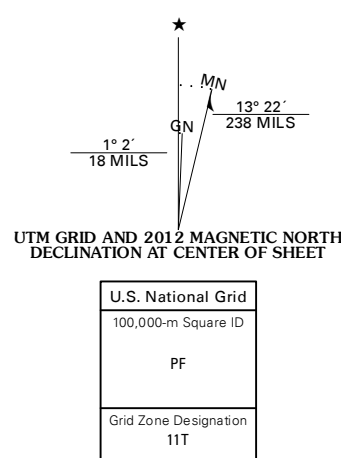 ★
MN
GN
13° 22´
238 MILS
1° 2´
18 MILS
UTM GRID AND 2012 MAGNETIC NORTH
DECLINATION AT CENTER OF SHEET
U.S. National Grid
100,000-m Square ID
PF
Grid Zone Designation
11T